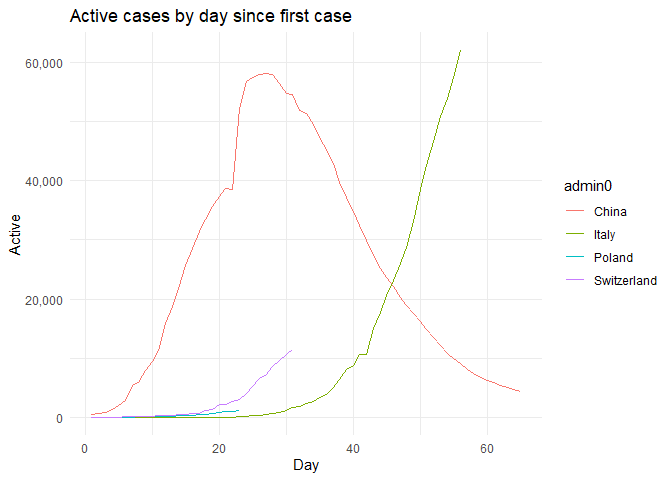 Active cases by day since first case
60,000
40,000
20,000
0
Active
0
20
40
60
Day
admin0
China
Italy
Poland
Switzerland